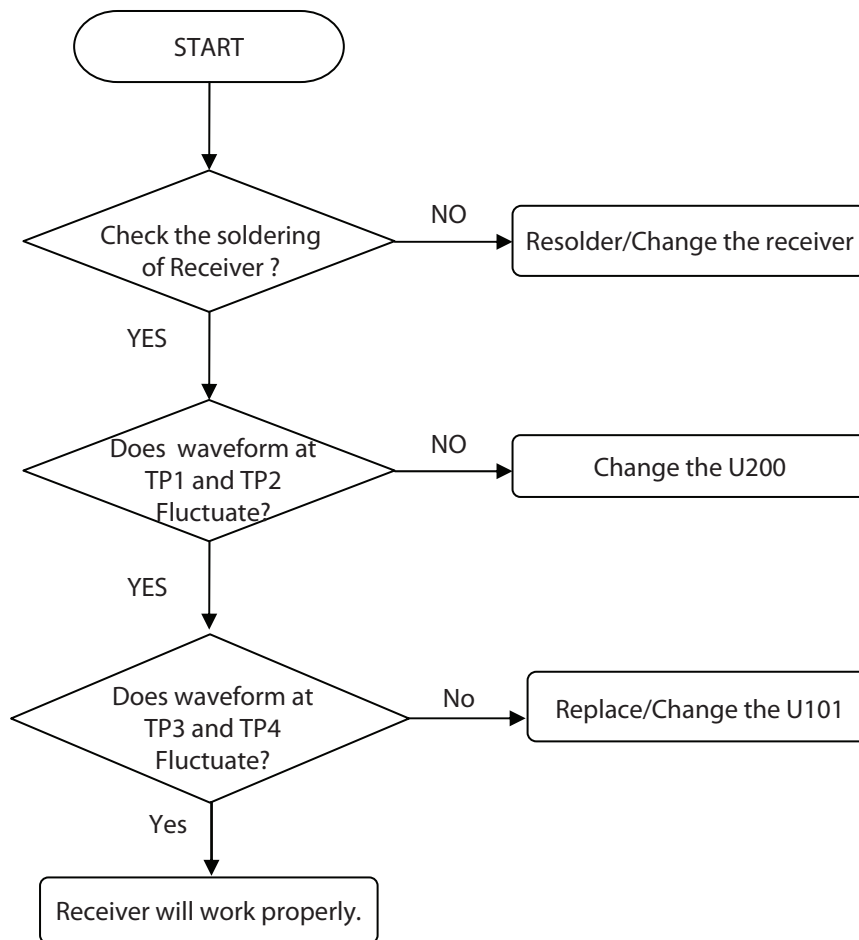 START
Check the soldering
of Receiver ?
NO
Resolder/Change the receiver
YES
Does waveform at
TP1 and TP2
Fluctuate?
NO
Change the U200
YES
Does waveform at
TP3 and TP4
Fluctuate?
No
Replace/Change the U101
Yes
Receiver will work properly.